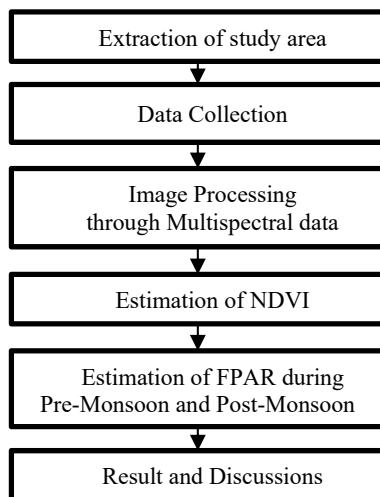 Extraction of study area
Data Collection
Image Processing
through Multispectral data
Estimation of NDVI
Estimation of FPAR during
Pre-Monsoon and Post-Monsoon
Result and Discussions